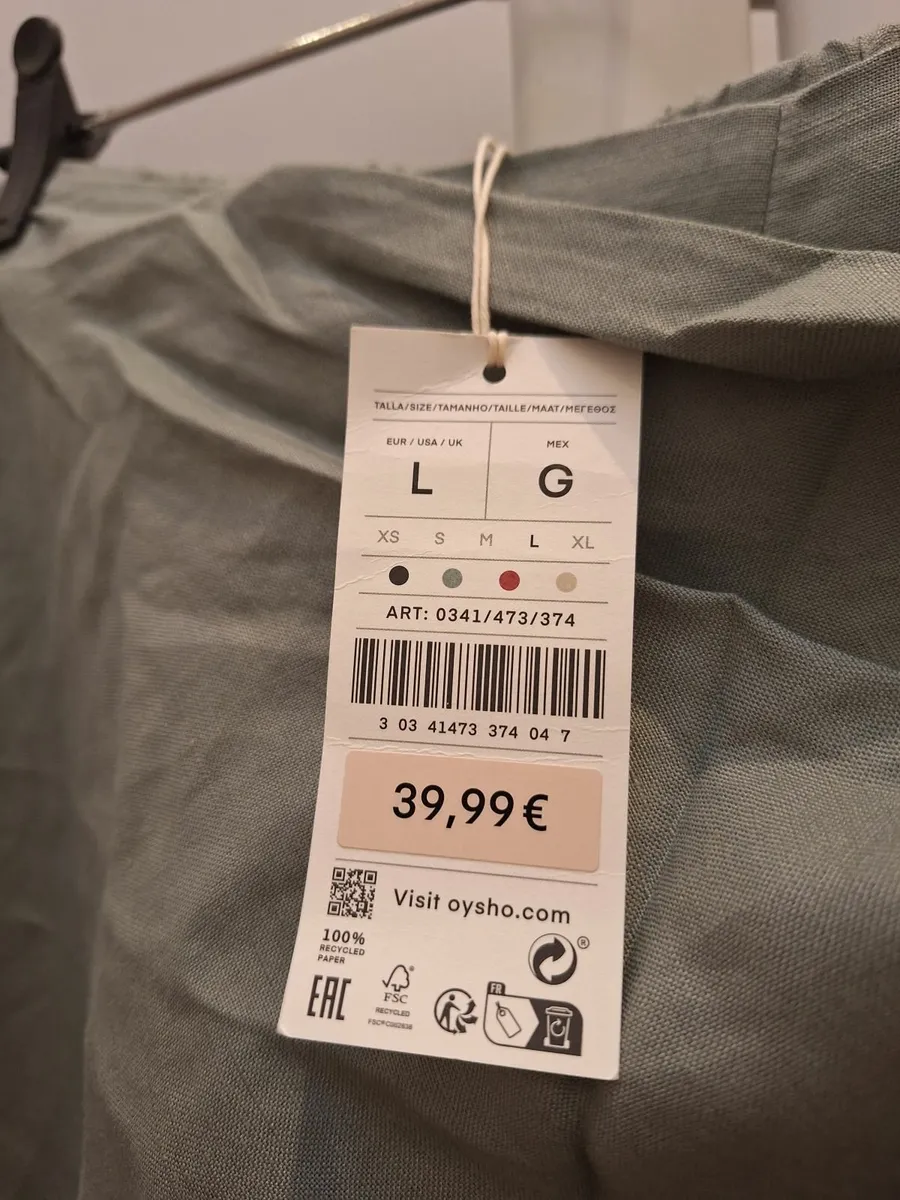 TALLA/SIZE/TAMANHO/TAILLE/MAAT/ΜΕΓΕΘΟΣ
EUR / USA / UK
MEX
L
G
XS S M L XL
ART: 0341/473/374
3 03 41473 374 04 7
39,99€
Visit oysho.com
100%
RECYCLED
PAPER
®
EAC
®
FSC
RECYCLED
FR